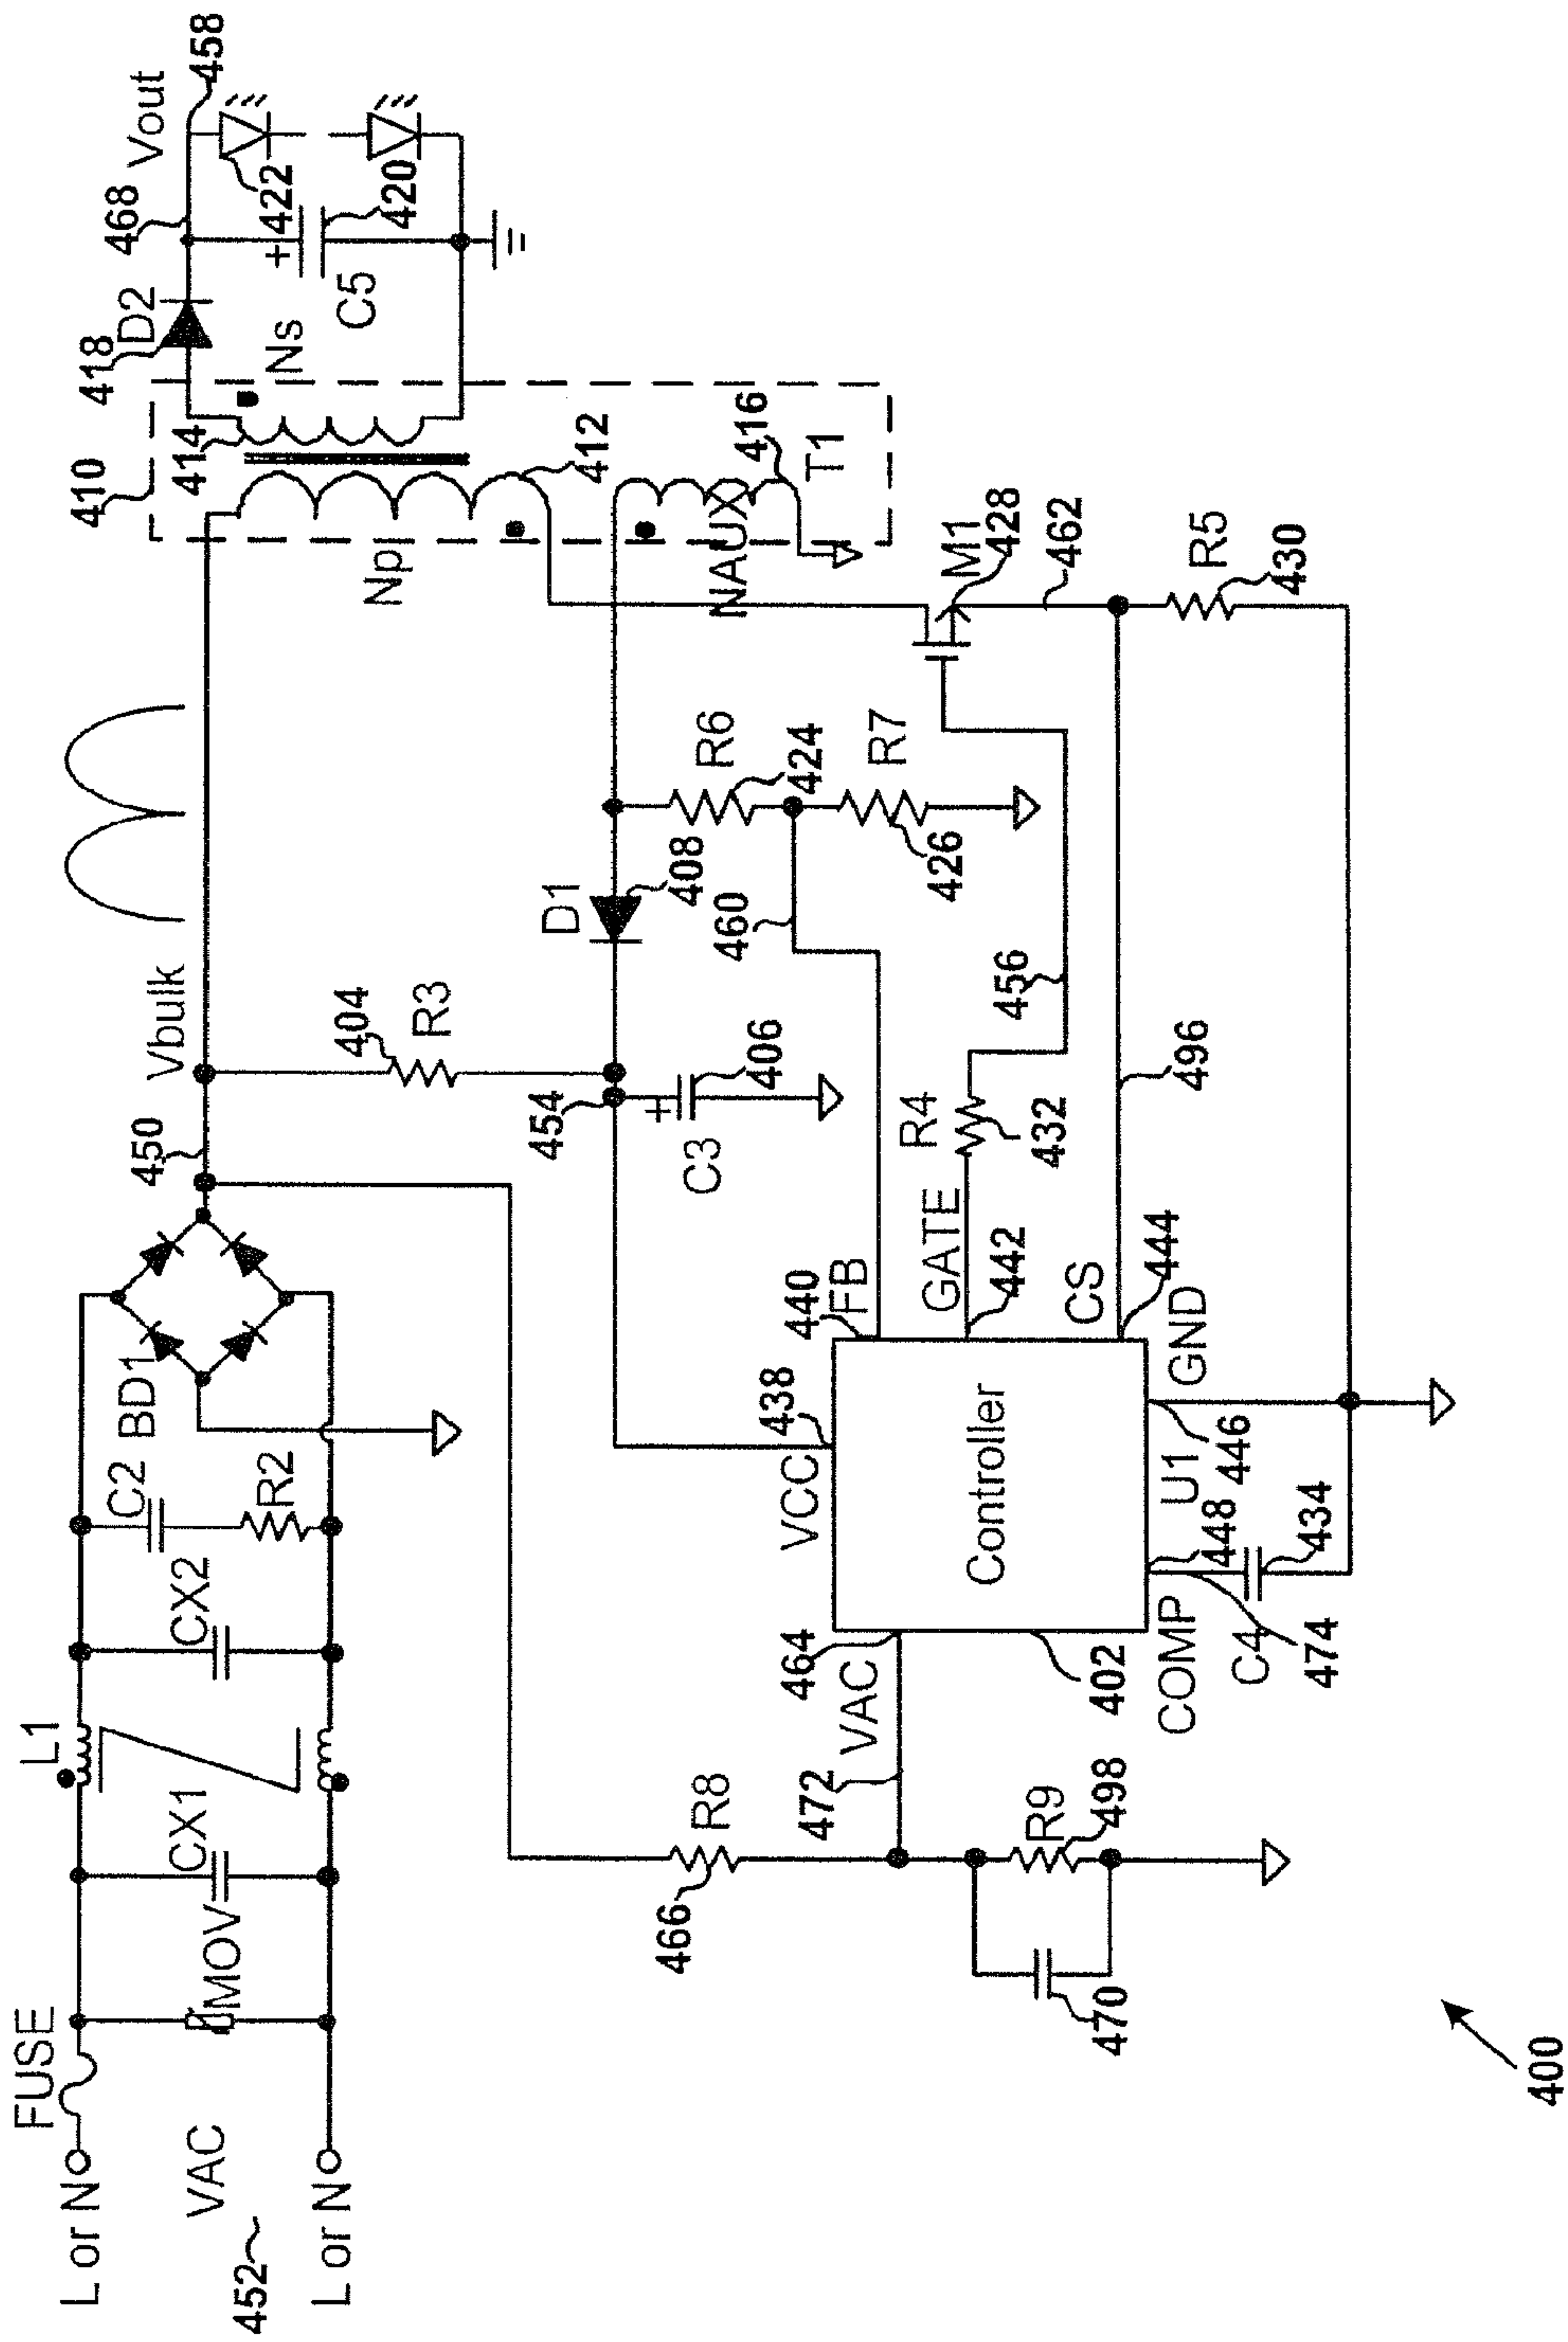 FUSE
L or N
VAC
452
L or N
MOV
CX1
L1
CX2
C2
R2
BD1
450
Vbulk
404
R3
454
C3
406
D1
408
R6
424
R7
426
460
410
414
Np
412
NAUX
416
T1
418
D2
Ns
468
Vout
458
422
420
C5
M1
428
462
R5
430
456
R4
432
496
GATE
442
440
FB
CS
444
GND
446
438
VCC
Controller
U1
448
434
C4
474
COMP
402
464
VAC
472
R8
466
R9
498
470
400